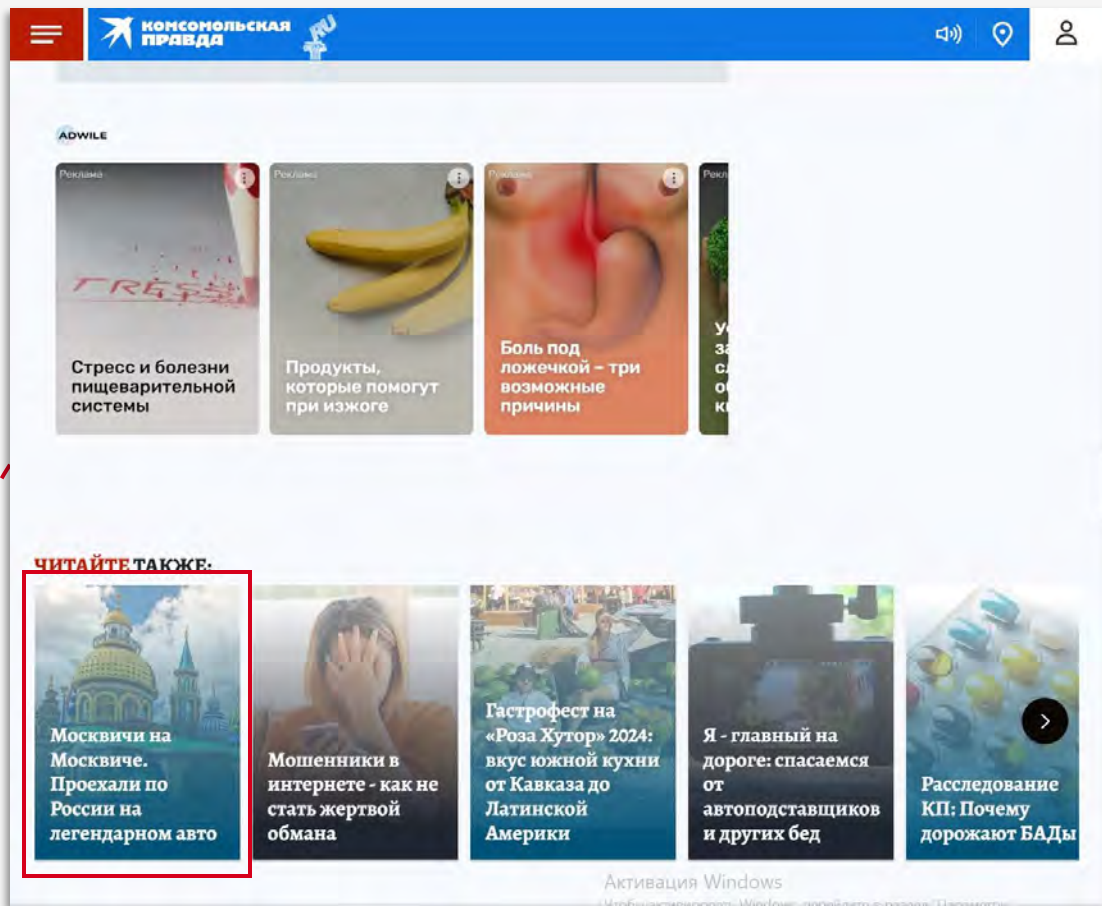 КОМСОМОЛЬСКАЯ
ПРАВДА
RU
ADWILE
Реклама
Реклама
Реклама
Рекл
TRESS
Стресс и болезни
пищеварительной
системы
Продукты,
которые помогут
при изжоге
Боль под
ложечкой – три
возможные
причины
ЧИТАЙТЕ ТАКЖЕ:
Москвичи на
Москвиче.
Проехали по
России на
легендарном авто
Мошенники в
интернете - как не
стать жертвой
обмана
Гастрофест на
«Роза Хутор» 2024:
вкус южной кухни
от Кавказа до
Латинской
Америки
Я - главный на
дороге: спасаемся
от
автоподставщиков
и других бед
Расследование
КП: Почему
дорожают БАДы
Активация Windows